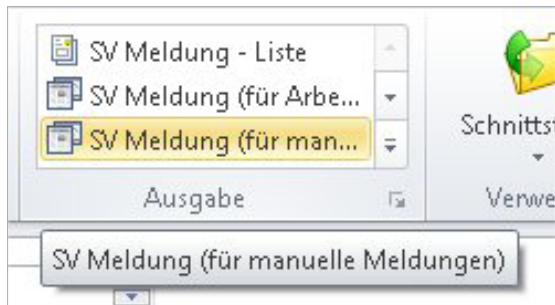 SV Meldung - Liste
SV Meldung (für Arbe...
SV Meldung (für man...
Schnittst
Ausgabe
Verwe
SV Meldung (für manuelle Meldungen)